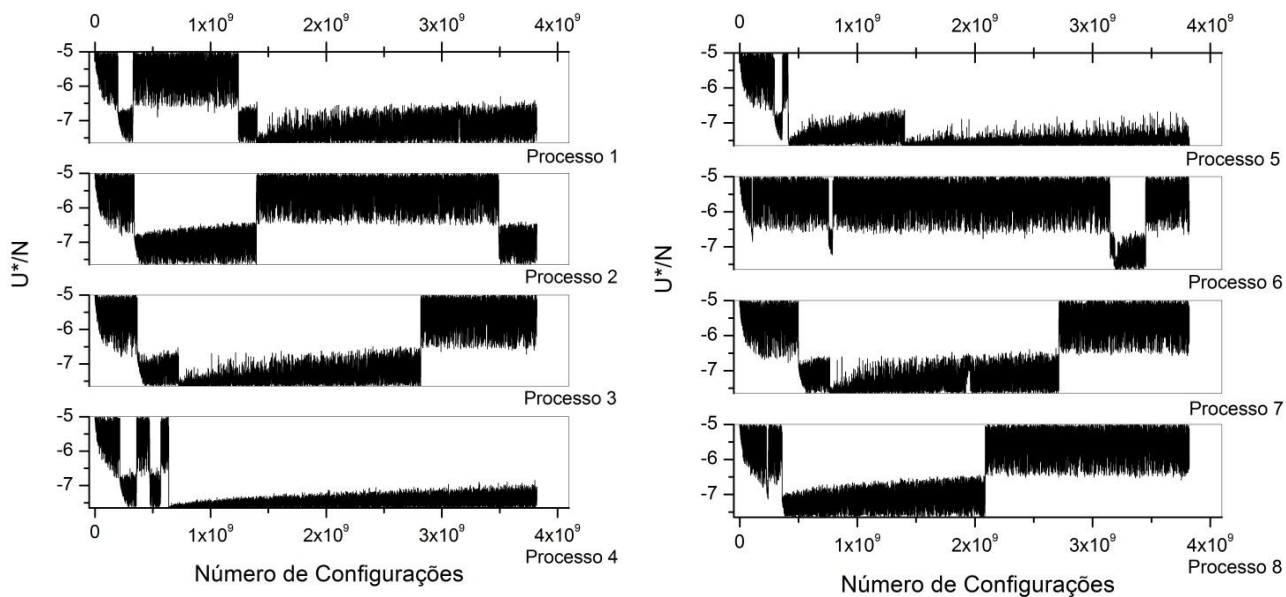 0 1x10⁹ 2x10⁹ 3x10⁹ 4x10⁹
-5
-6
-7
Processo 1
-5
-6
-7
Processo 2
-5
-6
-7
Processo 3
-5
-6
-7
0 1x10⁹ 2x10⁹ 3x10⁹ 4x10⁹
Processo 4
U*/N
Número de Configurações
0 1x10⁹ 2x10⁹ 3x10⁹ 4x10⁹
-5
-6
-7
Processo 5
-5
-6
-7
Processo 6
-5
-6
-7
Processo 7
-5
-6
-7
0 1x10⁹ 2x10⁹ 3x10⁹ 4x10⁹
Processo 8
U*/N
Número de Configurações